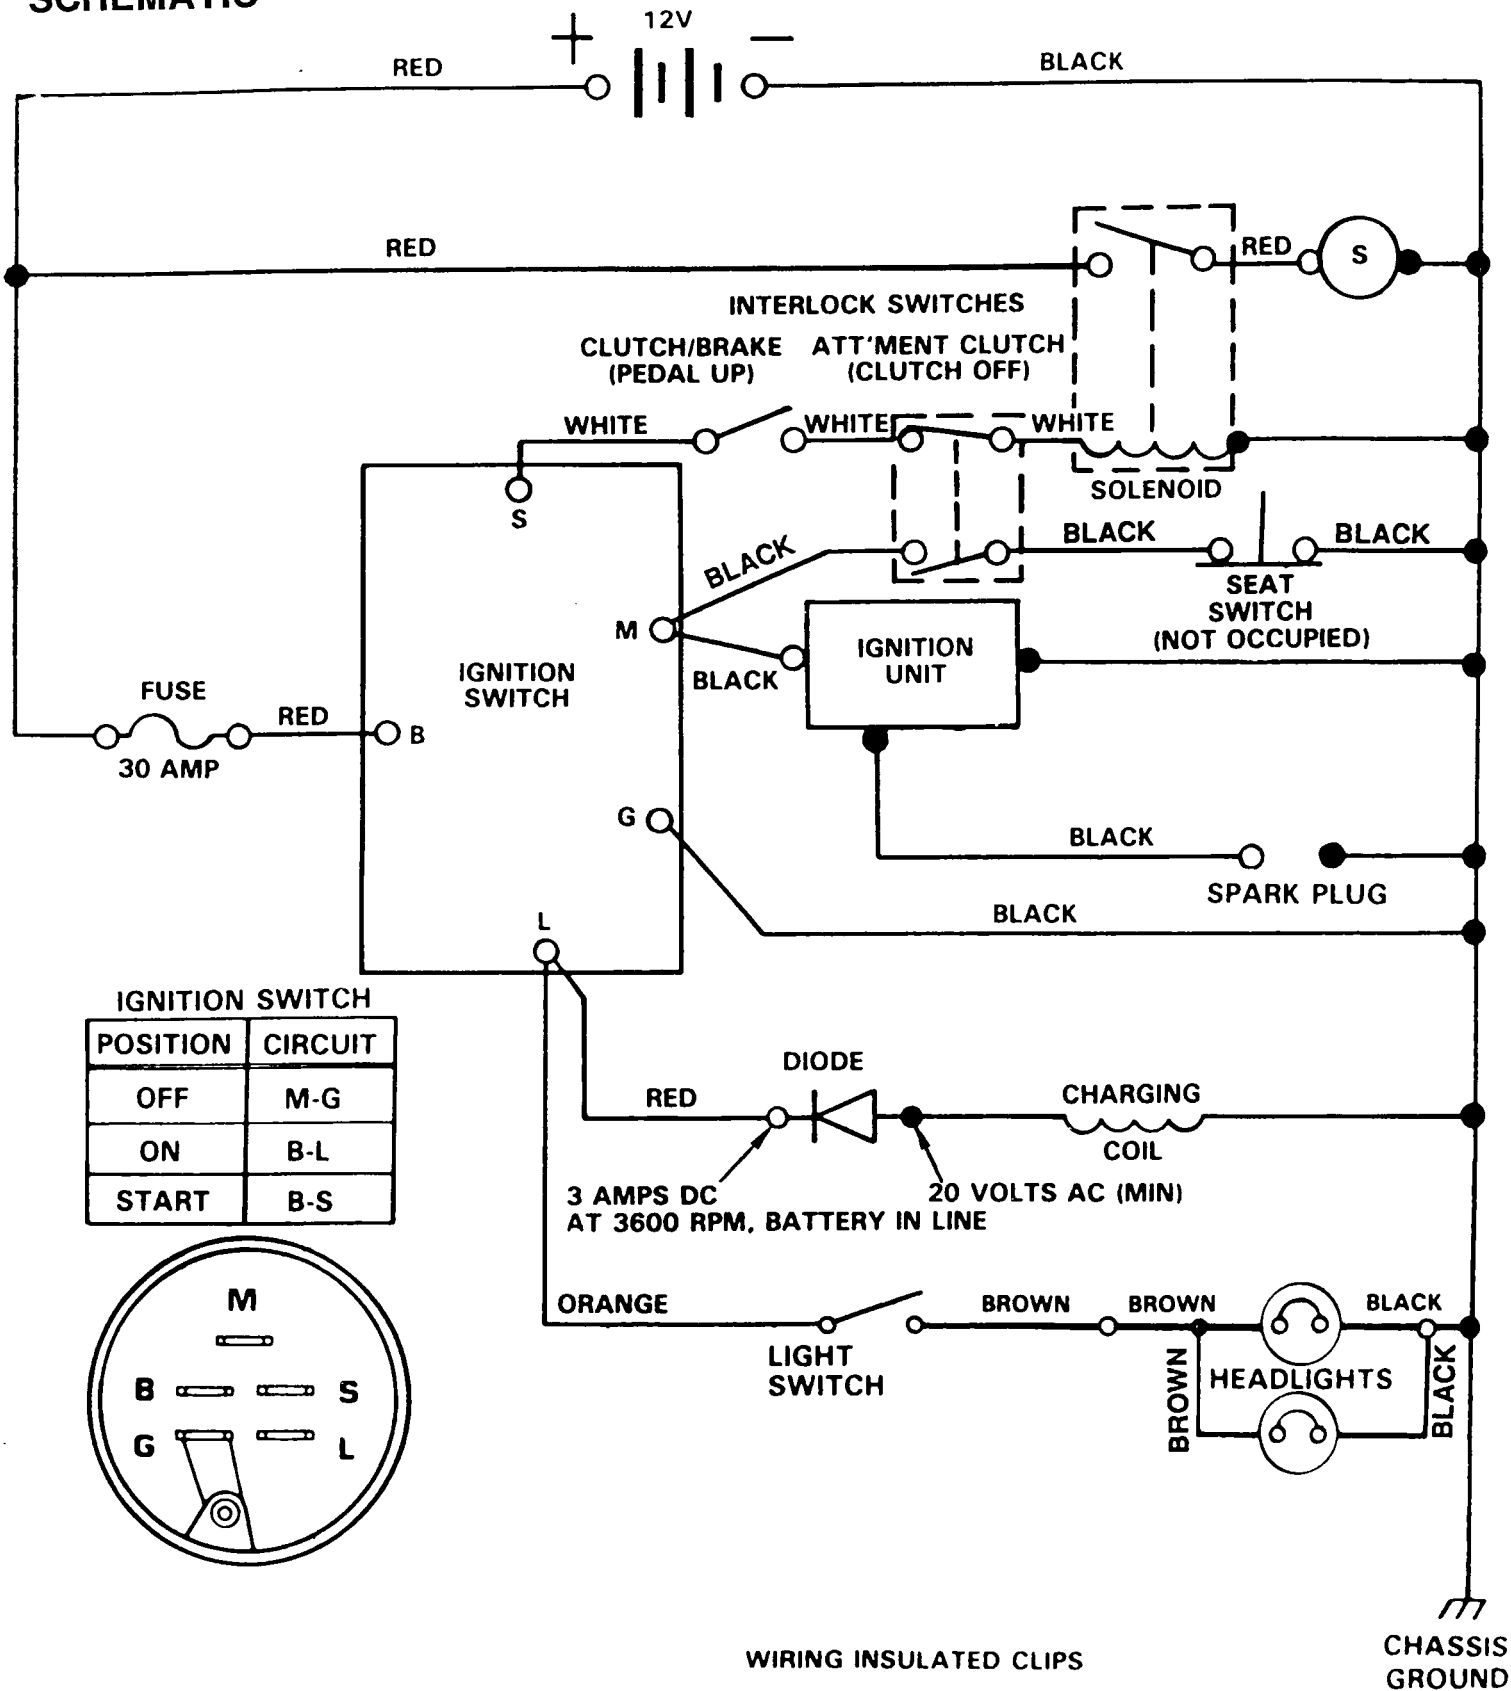 SCHEMATIC
12V
+ −
RED
BLACK
RED
RED
S
INTERLOCK SWITCHES
CLUTCH/BRAKE
(PEDAL UP)
ATT'MENT CLUTCH
(CLUTCH OFF)
WHITE
WHITE
WHITE
SOLENOID
S
BLACK
BLACK
BLACK
SEAT
SWITCH
(NOT OCCUPIED)
M
BLACK
IGNITION
UNIT
IGNITION
SWITCH
FUSE
RED
B
30 AMP
G
BLACK
SPARK PLUG
BLACK
L
IGNITION SWITCH
POSITION CIRCUIT
OFF M-G
ON B-L
START B-S
DIODE
RED
CHARGING
COIL
3 AMPS DC
AT 3600 RPM, BATTERY IN LINE
20 VOLTS AC (MIN)
M
B S
G L
ORANGE
LIGHT
SWITCH
BROWN
BROWN
BLACK
BROWN
HEADLIGHTS
BLACK
WIRING INSULATED CLIPS
CHASSIS
GROUND